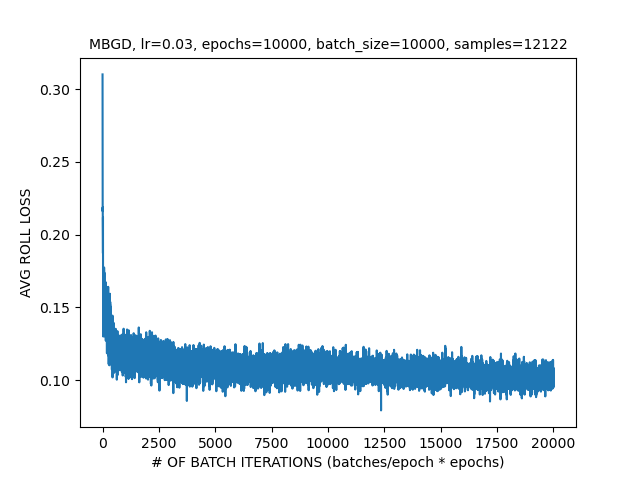 MBGD, lr=0.03, epochs=10000, batch_size=10000, samples=12122
0.30
0.25
0.20
0.15
0.10
AVG ROLL LOSS
0 2500 5000 7500 10000 12500 15000 17500 20000
# OF BATCH ITERATIONS (batches/epoch * epochs)